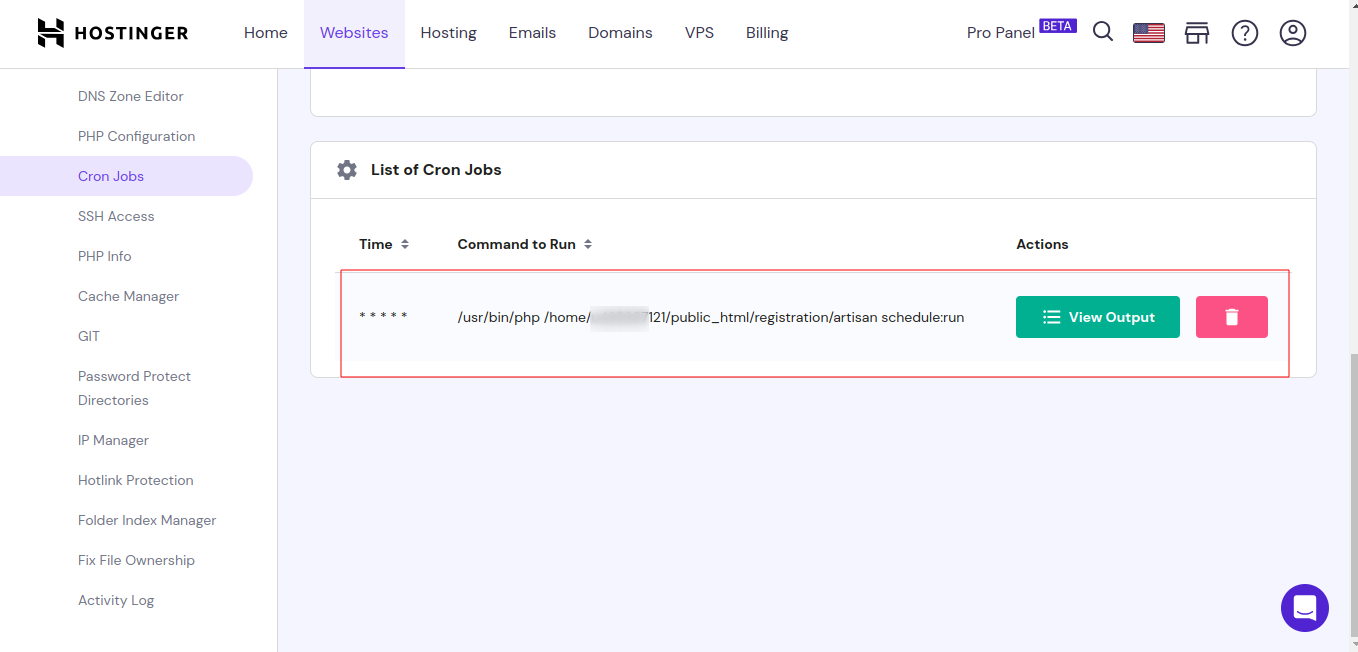 HOSTINGER
Home
Websites
Hosting
Emails
Domains
VPS
Billing
Pro Panel BETA
DNS Zone Editor
PHP Configuration
Cron Jobs
SSH Access
PHP Info
Cache Manager
GIT
Password Protect
Directories
IP Manager
Hotlink Protection
Folder Index Manager
Fix File Ownership
Activity Log
List of Cron Jobs
Time
Command to Run
Actions
* * * * *
/usr/bin/php /home/ 121/public_html/registration/artisan schedule:run
View Output